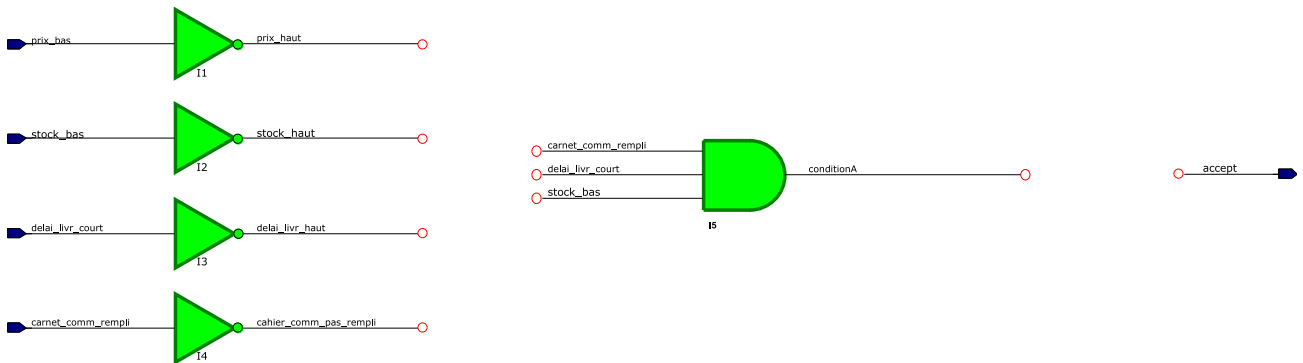 prix_bas
prix_haut
I1
stock_bas
stock_haut
I2
delai_livr_court
delai_livr_haut
I3
carnet_comm_rempli
cahier_comm_pas_rempli
I4
carnet_comm_rempli
delai_livr_court
stock_bas
conditionA
I5
accept